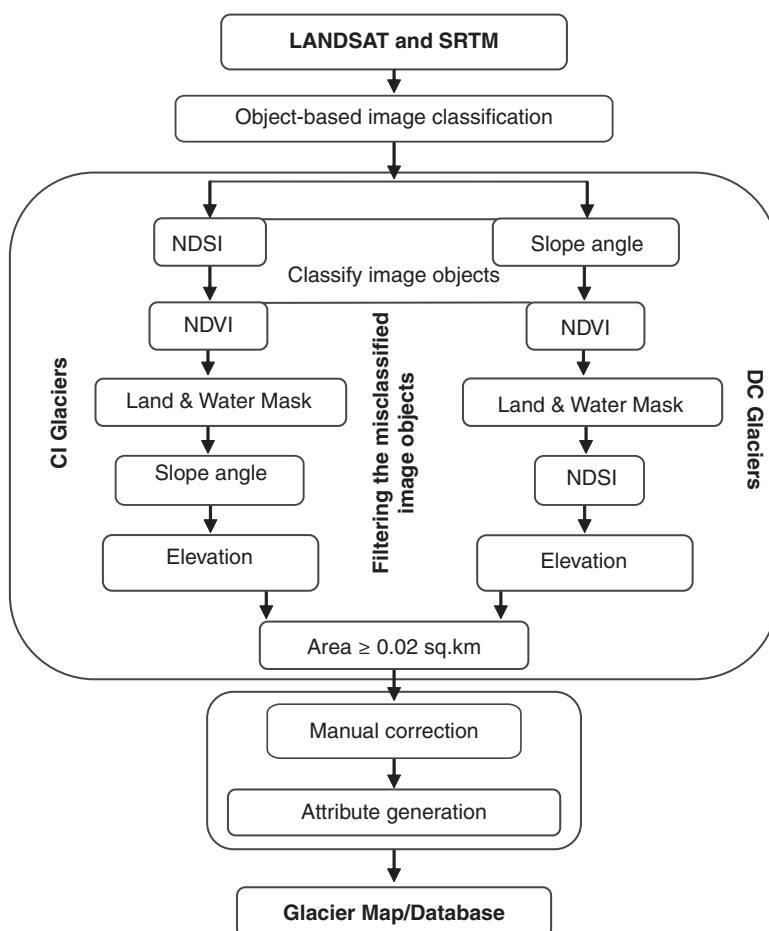 LANDSAT and SRTM
Object-based image classification
NDSI
Slope angle
Classify image objects
NDVI
NDVI
Land & Water Mask
Land & Water Mask
Slope angle
NDSI
Elevation
Elevation
CI Glaciers
Filtering the misclassified
image objects
DC Glaciers
Area ≥ 0.02 sq.km
Manual correction
Attribute generation
Glacier Map/Database